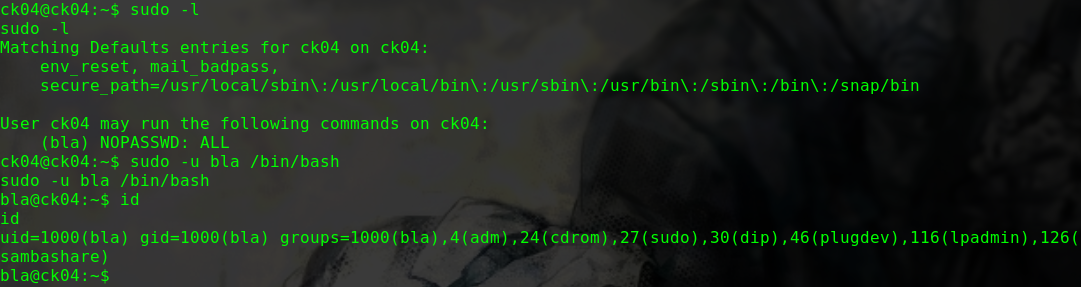 ck04@ck04:~$ sudo -l
sudo -l
Matching Defaults entries for ck04 on ck04:
    env_reset, mail_badpass,
    secure_path=/usr/local/sbin\:/usr/local/bin\:/usr/sbin\:/usr/bin\:/sbin\:/bin\:/snap/bin

User ck04 may run the following commands on ck04:
    (bla) NOPASSWD: ALL
ck04@ck04:~$ sudo -u bla /bin/bash
sudo -u bla /bin/bash
bla@ck04:~$ id
id
uid=1000(bla) gid=1000(bla) groups=1000(bla),4(adm),24(cdrom),27(sudo),30(dip),46(plugdev),116(lpadmin),126(
sambashare)
bla@ck04:~$